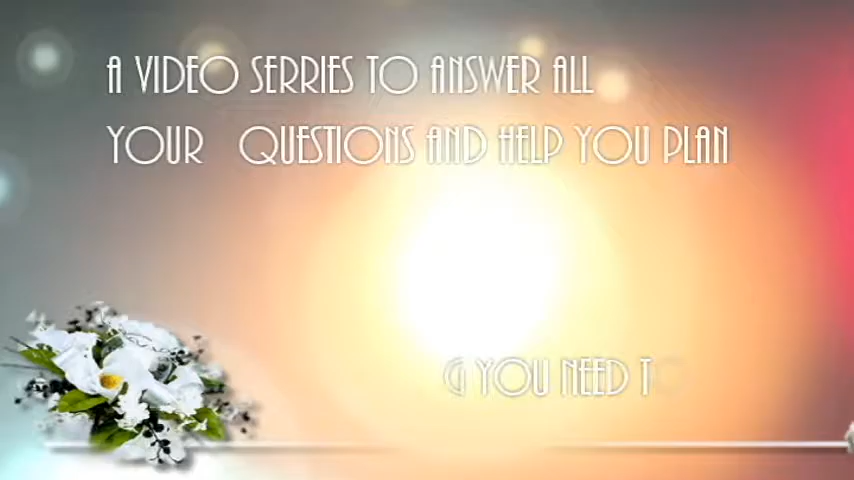 A VIDEO SERRIES TO ANSWER ALL
YOUR QUESTIONS AND HELP YOU PLAN
G YOU NEED T